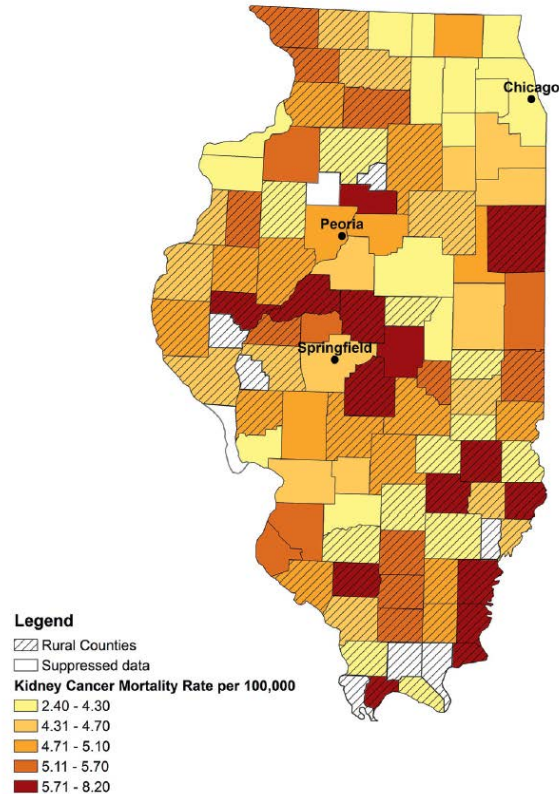 Chicago
Peoria
Springfield
Legend
Rural Counties
Suppressed data
Kidney Cancer Mortality Rate per 100,000
2.40 - 4.30
4.31 - 4.70
4.71 - 5.10
5.11 - 5.70
5.71 - 8.20